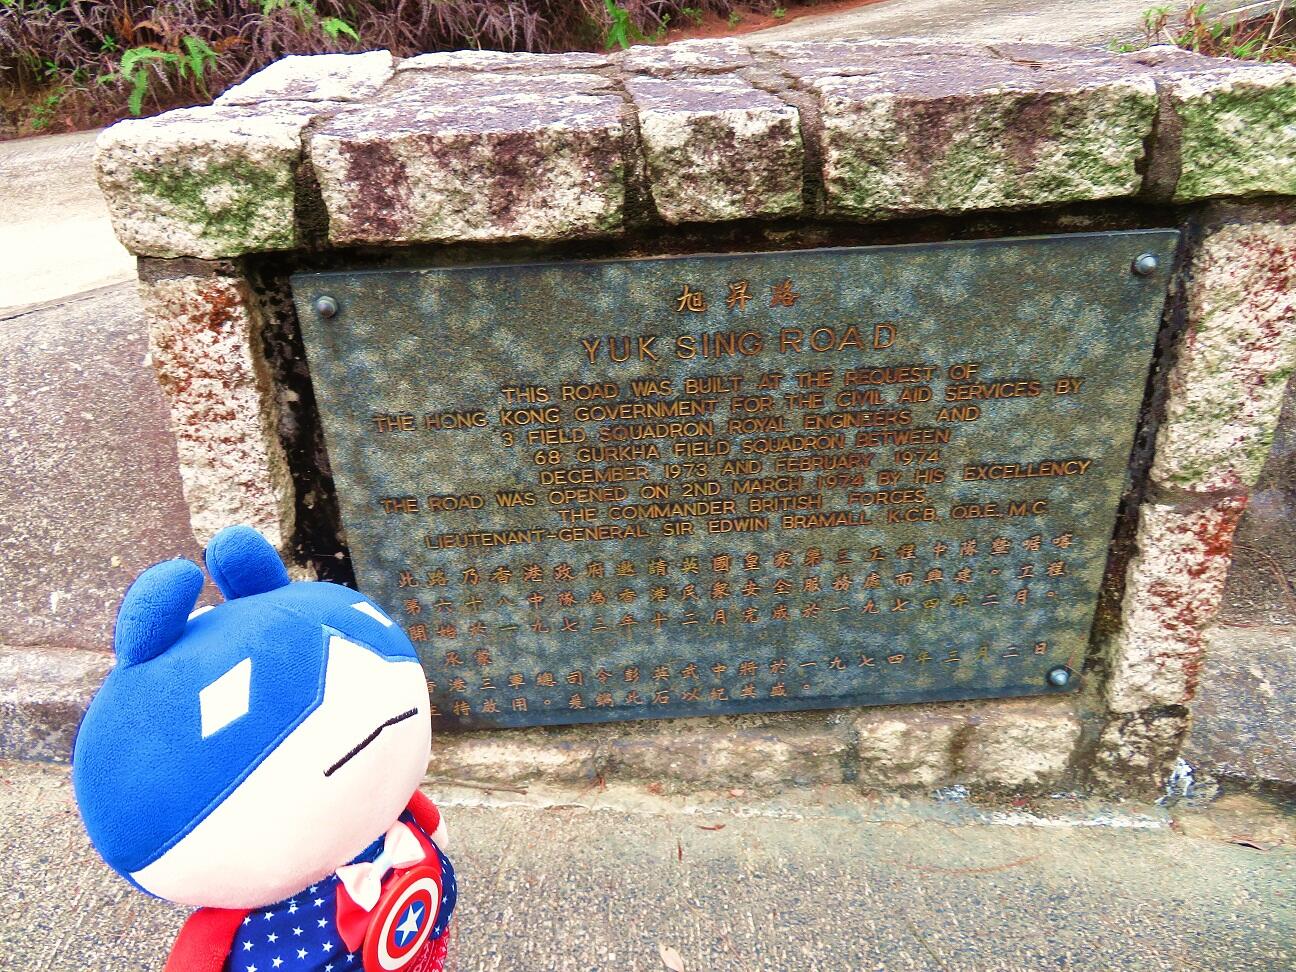 旭昇路
YUK SING ROAD
THIS ROAD WAS BUILT AT THE REQUEST OF
THE HONG KONG GOVERNMENT FOR THE CIVIL AID SERVICES BY
3 FIELD SQUADRON ROYAL ENGINEERS AND
68 GURKHA FIELD SQUADRON BETWEEN
DECEMBER 1973 AND FEBRUARY 1974
THE ROAD WAS OPENED ON 2ND MARCH 1974 BY HIS EXCELLENCY
THE COMMANDER BRITISH FORCES,
LIEUTENANT-GENERAL SIR EDWIN BRAMALL K.C.B., O.B.E., M.C.
此路乃香港政府邀請英國皇家第三工程中隊暨啹喀
第六十八中隊為香港民眾安全服務處而興建。工程
開始於一九七三年十二月完成於一九七四年二月。
承蒙
香港三軍總司令彭英武中將於一九七四年三月二日
主持啟用。爰鐫此石以紀其盛。